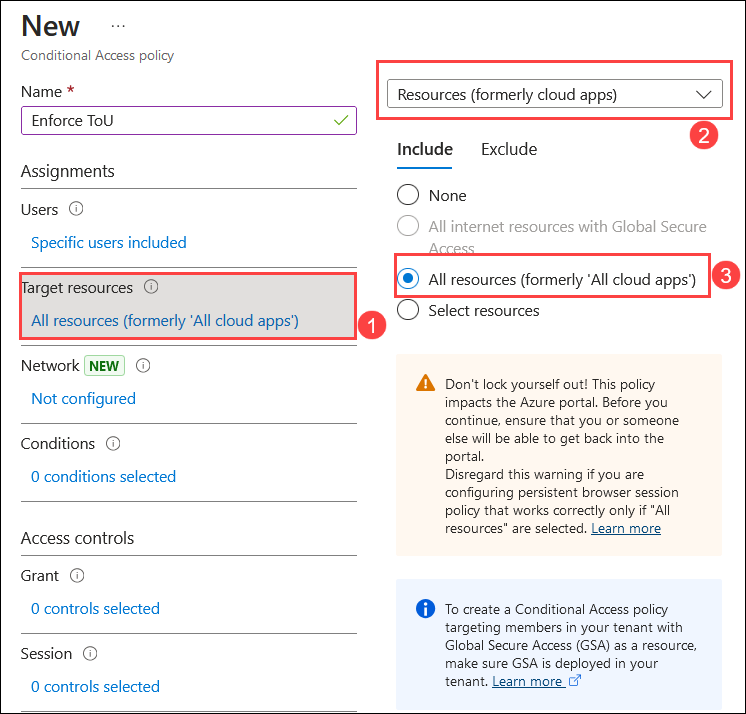 New ...
Conditional Access policy
Name *
Enforce ToU
Assignments
Users
Specific users included
Target resources
All resources (formerly 'All cloud apps')
1
Network NEW
Not configured
Conditions
0 conditions selected
Access controls
Grant
0 controls selected
Session
0 controls selected
Resources (formerly cloud apps)
2
Include Exclude
None
All internet resources with Global Secure
Access
All resources (formerly 'All cloud apps')
3
Select resources
Don't lock yourself out! This policy
impacts the Azure portal. Before you
continue, ensure that you or someone
else will be able to get back into the
portal.
Disregard this warning if you are
configuring persistent browser session
policy that works correctly only if "All
resources" are selected. Learn more
To create a Conditional Access policy
targeting members in your tenant with
Global Secure Access (GSA) as a resource,
make sure GSA is deployed in your
tenant. Learn more